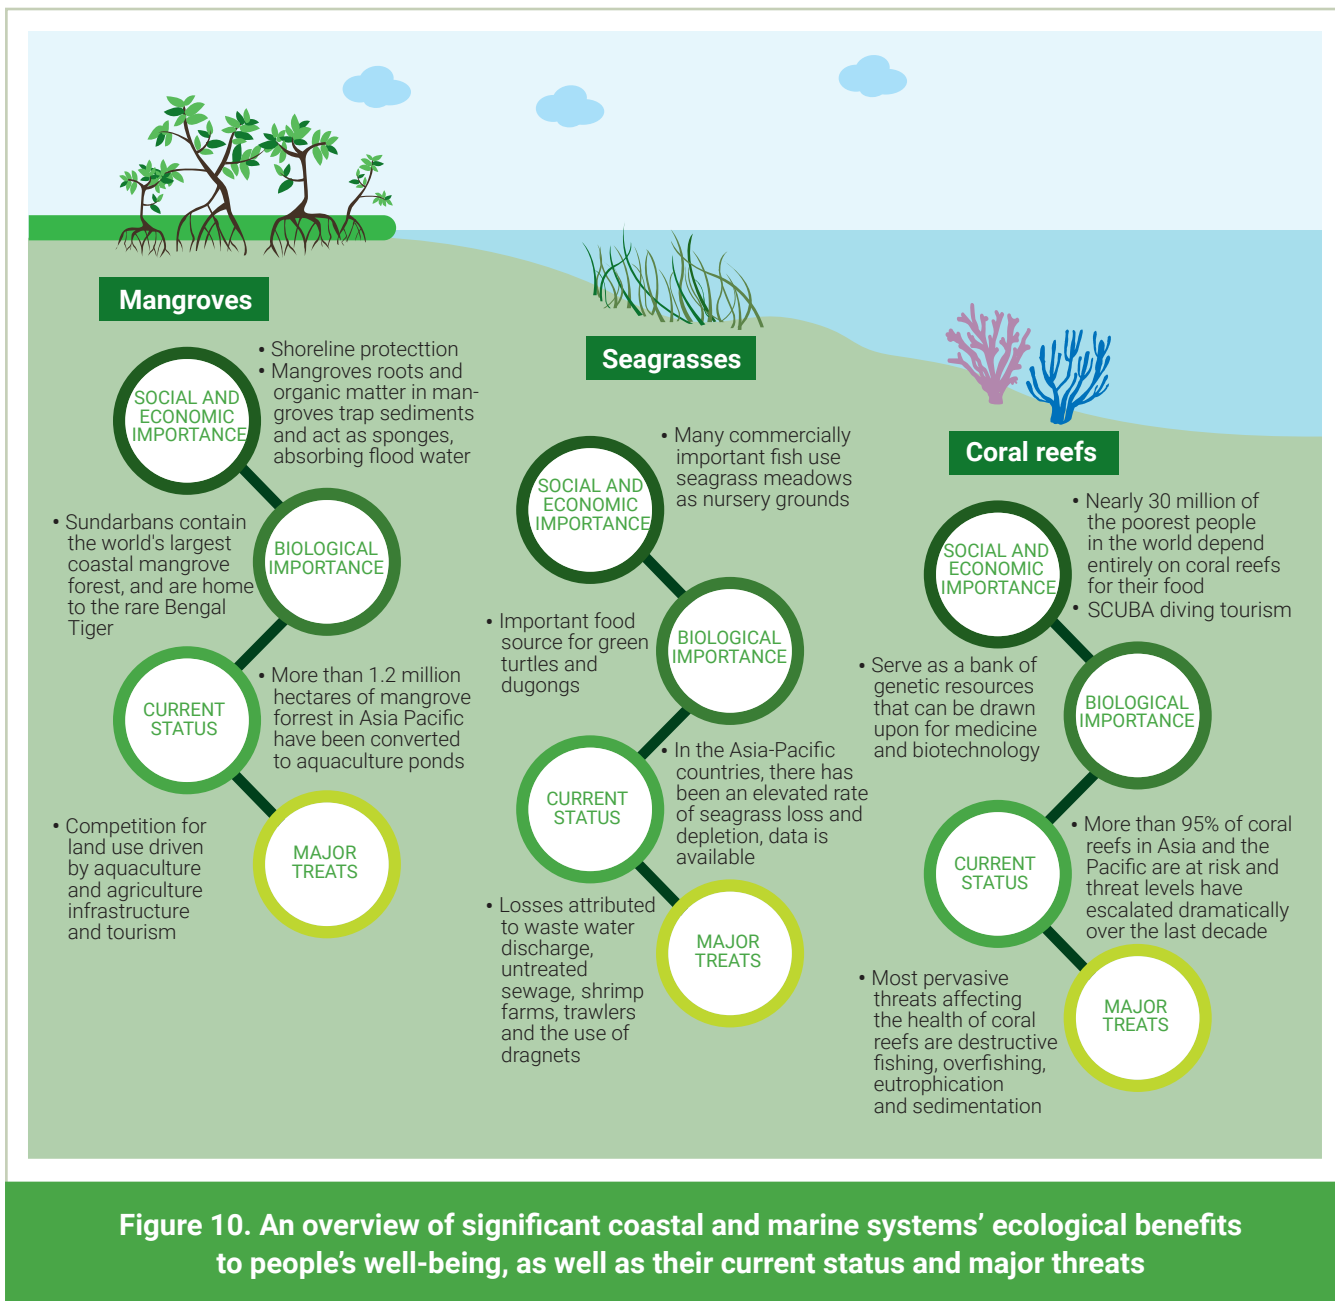 Mangroves
SOCIAL AND
ECONOMIC
IMPORTANCE
• Shoreline protecttion
• Mangroves roots and
organic matter in man-
groves trap sediments
and act as sponges,
absorbing flood water
BIOLOGICAL
IMPORTANCE
• Sundarbans contain
the world's largest
coastal mangrove
forest, and are home
to the rare Bengal
Tiger
CURRENT
STATUS
• More than 1.2 million
hectares of mangrove
forrest in Asia Pacific
have been converted
to aquaculture ponds
MAJOR
TREATS
• Competition for
land use driven
by aquaculture
and agriculture
infrastructure
and tourism
Seagrasses
SOCIAL AND
ECONOMIC
IMPORTANCE
• Many commercially
important fish use
seagrass meadows
as nursery grounds
BIOLOGICAL
IMPORTANCE
• Important food
source for green
turtles and
dugongs
CURRENT
STATUS
• In the Asia-Pacific
countries, there has
been an elevated rate
of seagrass loss and
depletion, data is
available
MAJOR
TREATS
• Losses attributed
to waste water
discharge,
untreated
sewage, shrimp
farms, trawlers
and the use of
dragnets
Coral reefs
SOCIAL AND
ECONOMIC
IMPORTANCE
• Nearly 30 million of
the poorest people
in the world depend
entirely on coral reefs
for their food
• SCUBA diving tourism
BIOLOGICAL
IMPORTANCE
• Serve as a bank of
genetic resources
that can be drawn
upon for medicine
and biotechnology
CURRENT
STATUS
• More than 95% of coral
reefs in Asia and the
Pacific are at risk and
threat levels have
escalated dramatically
over the last decade
MAJOR
TREATS
• Most pervasive
threats affecting
the health of coral
reefs are destructive
fishing, overfishing,
eutrophication
and sedimentation
Figure 10. An overview of significant coastal and marine systems’ ecological benefits
to people’s well-being, as well as their current status and major threats